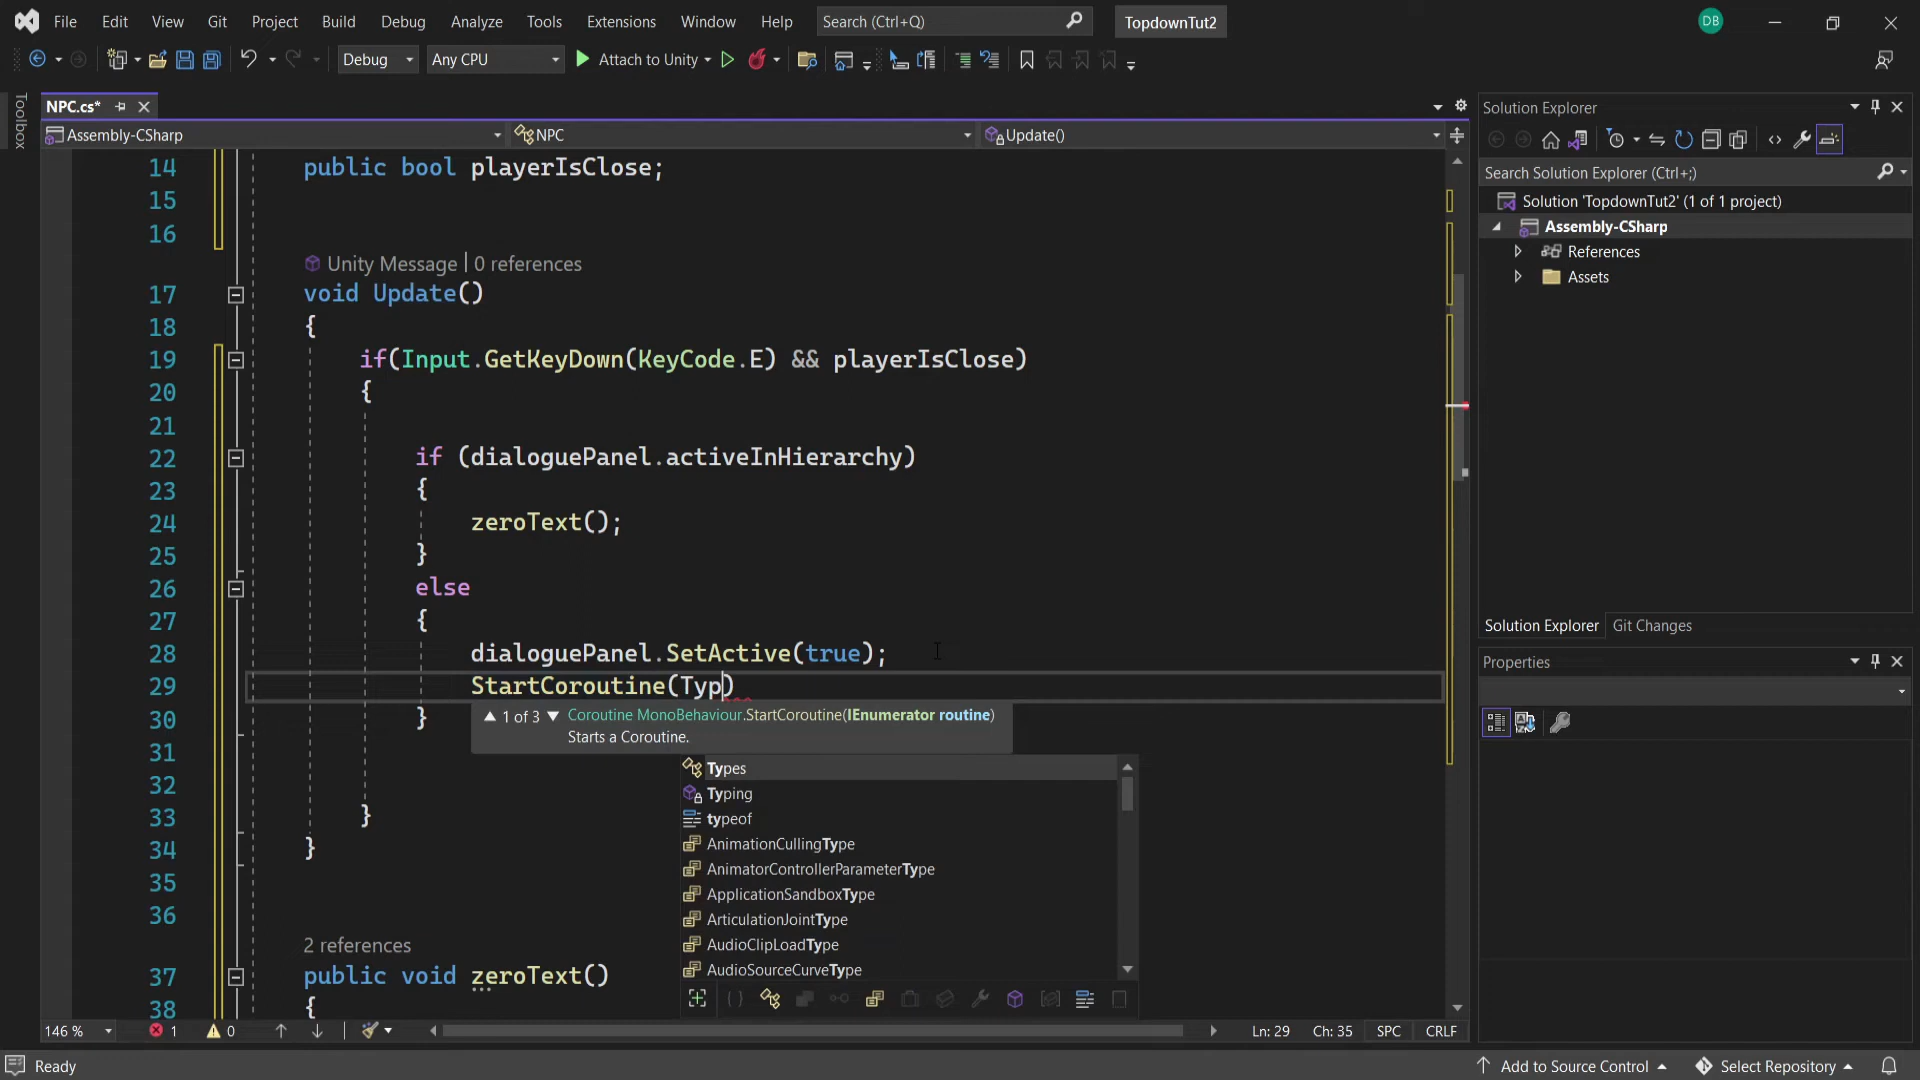 File Edit View Git Project Build Debug Test Analyze Tools Extensions Window Help Search (Ctrl+Q) TopdownTut2 DB
Debug Any CPU Attach to Unity
Toolbox
NPC.cs*
Assembly-CSharp NPC Update()
14 public bool playerIsClose;
15
16
Unity Message | 0 references
17 void Update()
18 {
19 if(Input.GetKeyDown(KeyCode.E) && playerIsClose)
20 {
21
22 if (dialoguePanel.activeInHierarchy)
23 {
24 zeroText();
25 }
26 else
27 {
28 dialoguePanel.SetActive(true);
29 StartCoroutine(Typ)
30 }
1 of 3 Coroutine MonoBehaviour.StartCoroutine(IEnumerator routine)
Starts a Coroutine.
31
32
33 }
34 }
35
36
Types
Typing
typeof
AnimationCullingType
AnimatorControllerParameterType
ApplicationSandboxType
ArticulationJointType
AudioClipLoadType
AudioSourceCurveType
2 references
37 public void zeroText()
38 {
146 % 1 0 Ln: 29 Ch: 35 SPC CRLF
Solution Explorer
Search Solution Explorer (Ctrl+;)
Solution 'TopdownTut2' (1 of 1 project)
Assembly-CSharp
References
Assets
Solution Explorer Git Changes
Properties
Ready Add to Source Control Select Repository